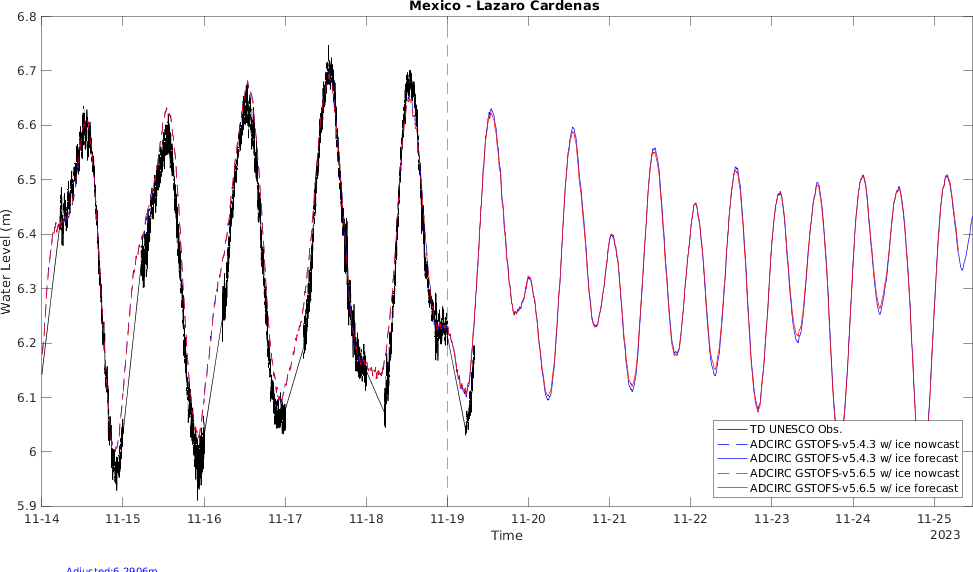 Mexico - Lazaro Cardenas
6.8
6.7
6.6
6.5
6.4
6.3
6.2
6.1
6
5.9
Water Level (m)
TD UNESCO Obs.
ADCIRC GSTOFS-v5.4.3 w/ ice nowcast
ADCIRC GSTOFS-v5.4.3 w/ ice forecast
ADCIRC GSTOFS-v5.6.5 w/ ice nowcast
ADCIRC GSTOFS-v5.6.5 w/ ice forecast
11-14 11-15 11-16 11-17 11-18 11-19 11-20 11-21 11-22 11-23 11-24 11-25
Time
2023
Adjusted:6.2906m